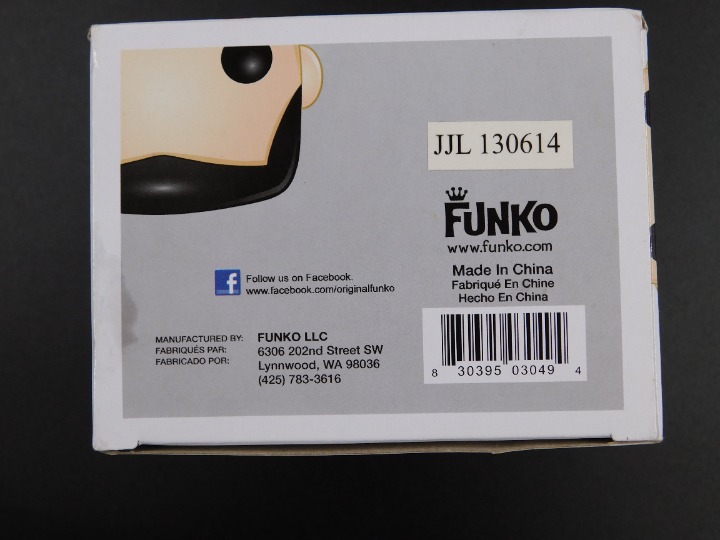 JJL 130614
FUNKO
www.funko.com
Made In China
Fabriqué En Chine
Hecho En China
f
Follow us on Facebook.
www.facebook.com/originalfunko
MANUFACTURED BY: FUNKO LLC
FABRIQUÉS PAR: 6306 202nd Street SW
FABRICADO POR: Lynnwood, WA 98036
(425) 783-3616
8 30395 03049 4